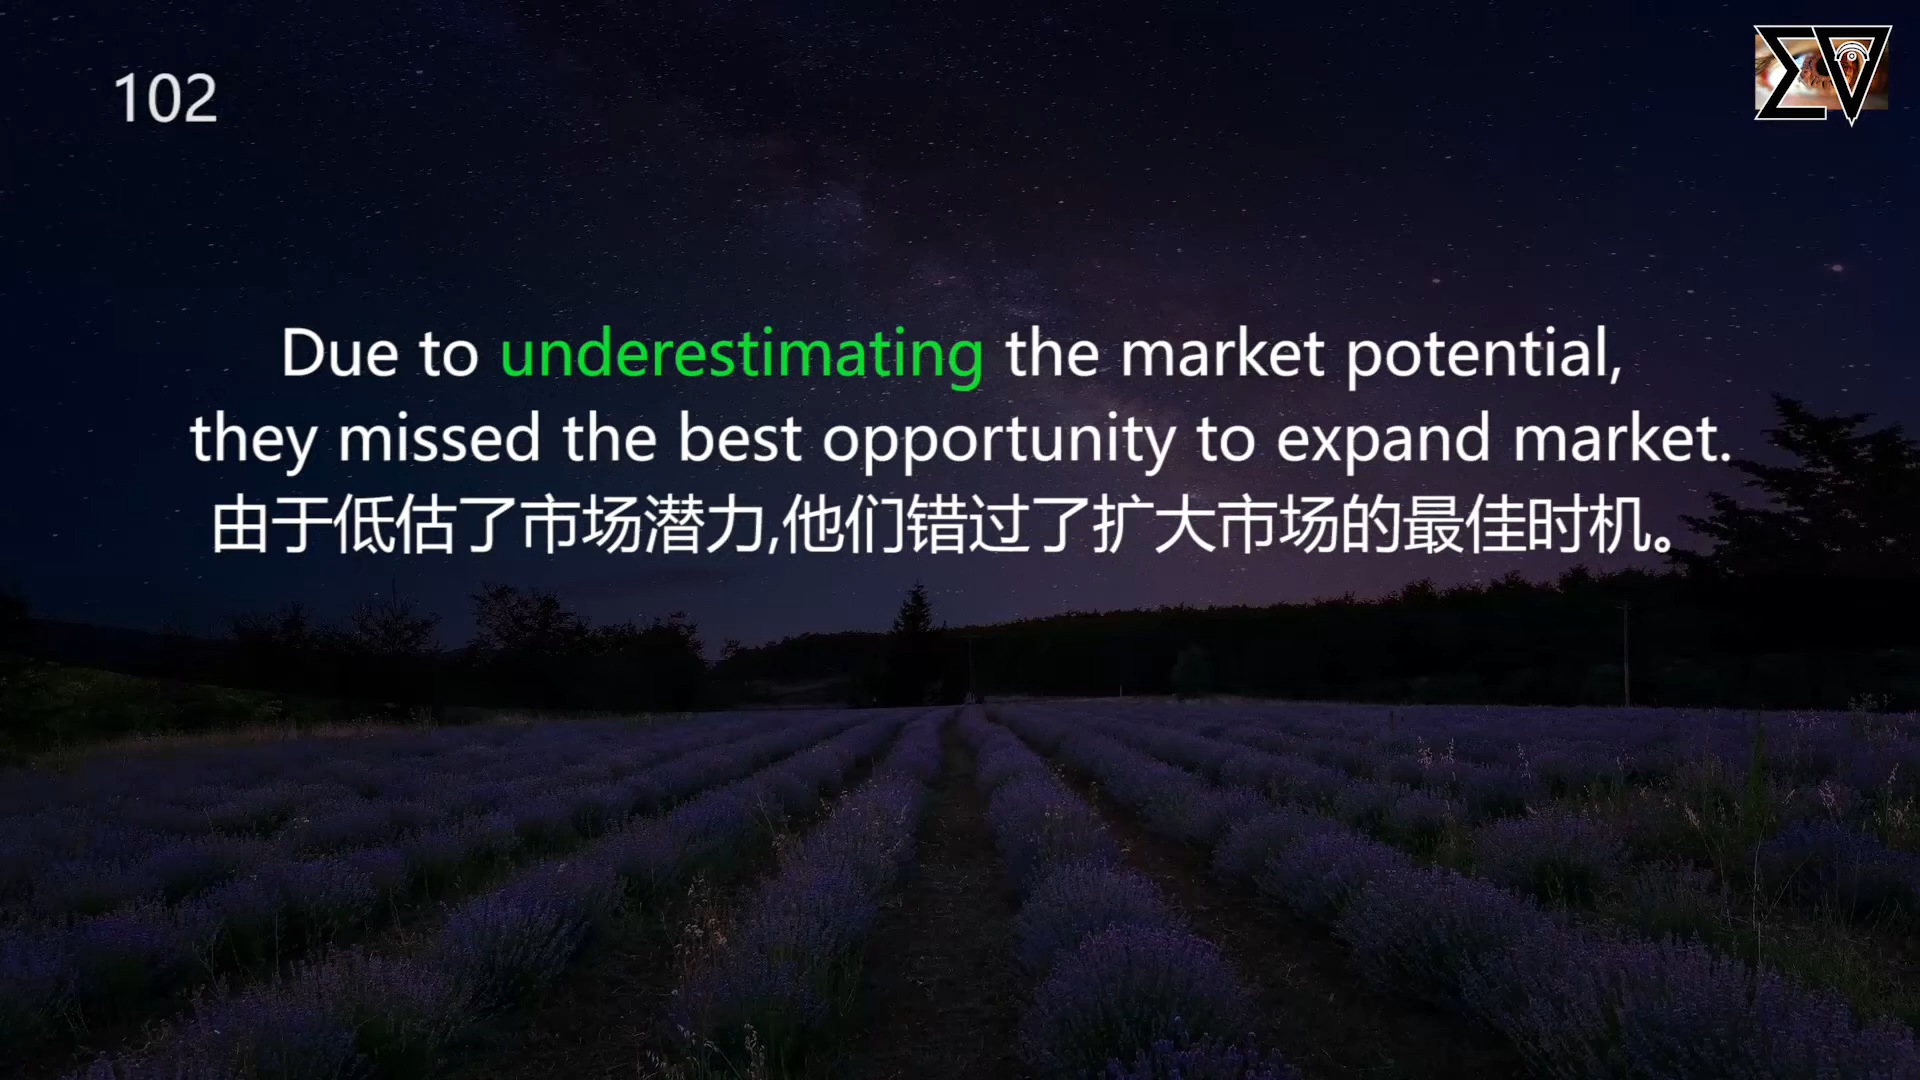 102
Due to underestimating the market potential,
they missed the best opportunity to expand market.
由于低估了市场潜力,他们错过了扩大市场的最佳时机。